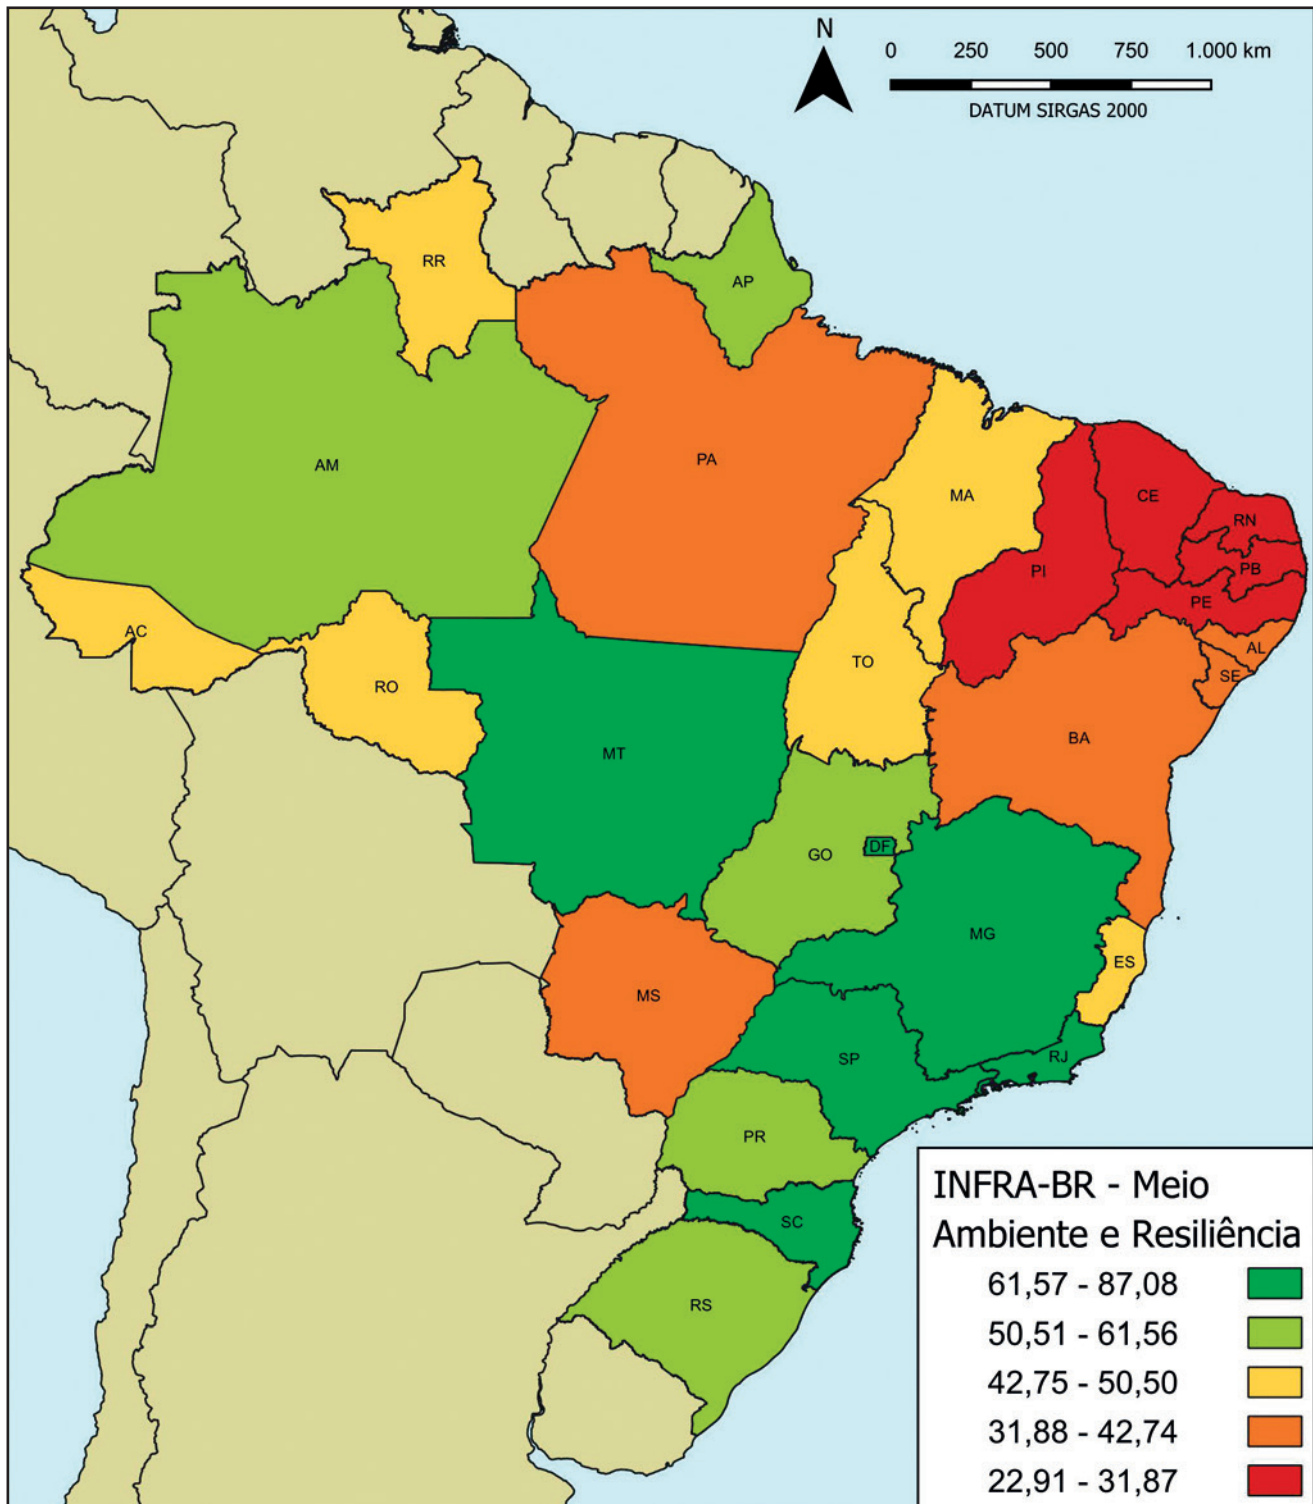 N
0 250 500 750 1.000 km
DATUM SIRGAS 2000
RR
AP
AM
PA
MA
CE
RN
PI
PB
PE
AC
AL
TO
SE
RO
BA
MT
GO
DF
MG
ES
MS
SP
RJ
PR
SC
RS
INFRA-BR - Meio
Ambiente e Resiliência
61,57 - 87,08
50,51 - 61,56
42,75 - 50,50
31,88 - 42,74
22,91 - 31,87